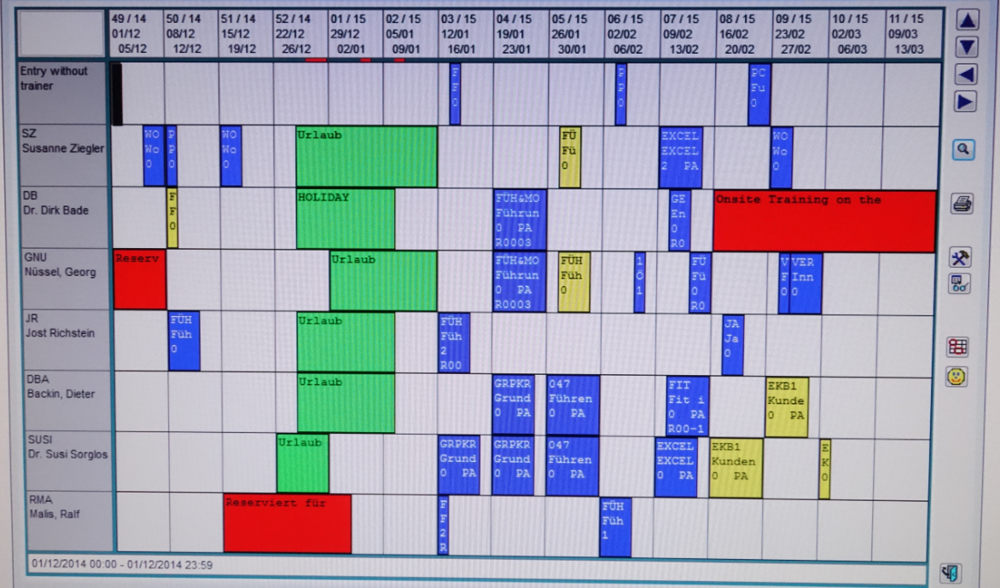 49 / 14 50 / 14 51 / 14 52 / 14 01 / 15 02 / 15 03 / 15 04 / 15 05 / 15 06 / 15 07 / 15 08 / 15 09 / 15 10 / 15 11 / 15
01/12 08/12 15/12 22/12 29/12 05/01 12/01 19/01 26/01 02/02 09/02 16/02 23/02 02/03 09/03
05/12 12/12 19/12 26/12 02/01 09/01 16/01 23/01 30/01 06/02 13/02 20/02 27/02 06/03 13/03
Entry without F F PC
trainer F P Fu
0 0 0
SZ WO P WO Urlaub FÜ EXCEL WO
Susanne Ziegler Wo P Wo Fü EXCEL Wo
0 0 0 0 2 PA 0
DB F HOLIDAY FÜH&MO GE Onsite Training on the
Dr. Dirk Bade F Führun En
0 0 PA 0
R0003 R0
GNU Reserv Urlaub FÜH&MO FÜH 1 FÜ V VER
Nüssel, Georg Führun Füh Ö Fü F Inn
0 PA 0 1 0 0 0
R0003 R0
JR FÜH Urlaub FÜH JA
Jost Richstein Füh Füh Ja
0 2 0
R00
DBA Urlaub GRPKR 047 FIT EKB1
Backin, Dieter Grund Führen Fit i Kunde
0 PA 0 PA 0 PA 0 PA
R00-1
SUSI Urlaub GRPKR GRPKR 047 EXCEL EKB1 E
Dr. Susi Sorglos Grund Grund Führen EXCEL Kunden K
0 PA 0 PA 0 PA 0 PA 0 PA 0
RMA Reserviert für F FÜH
Malis, Ralf F Füh
2 1
R
01/12/2014 00:00 - 01/12/2014 23:59